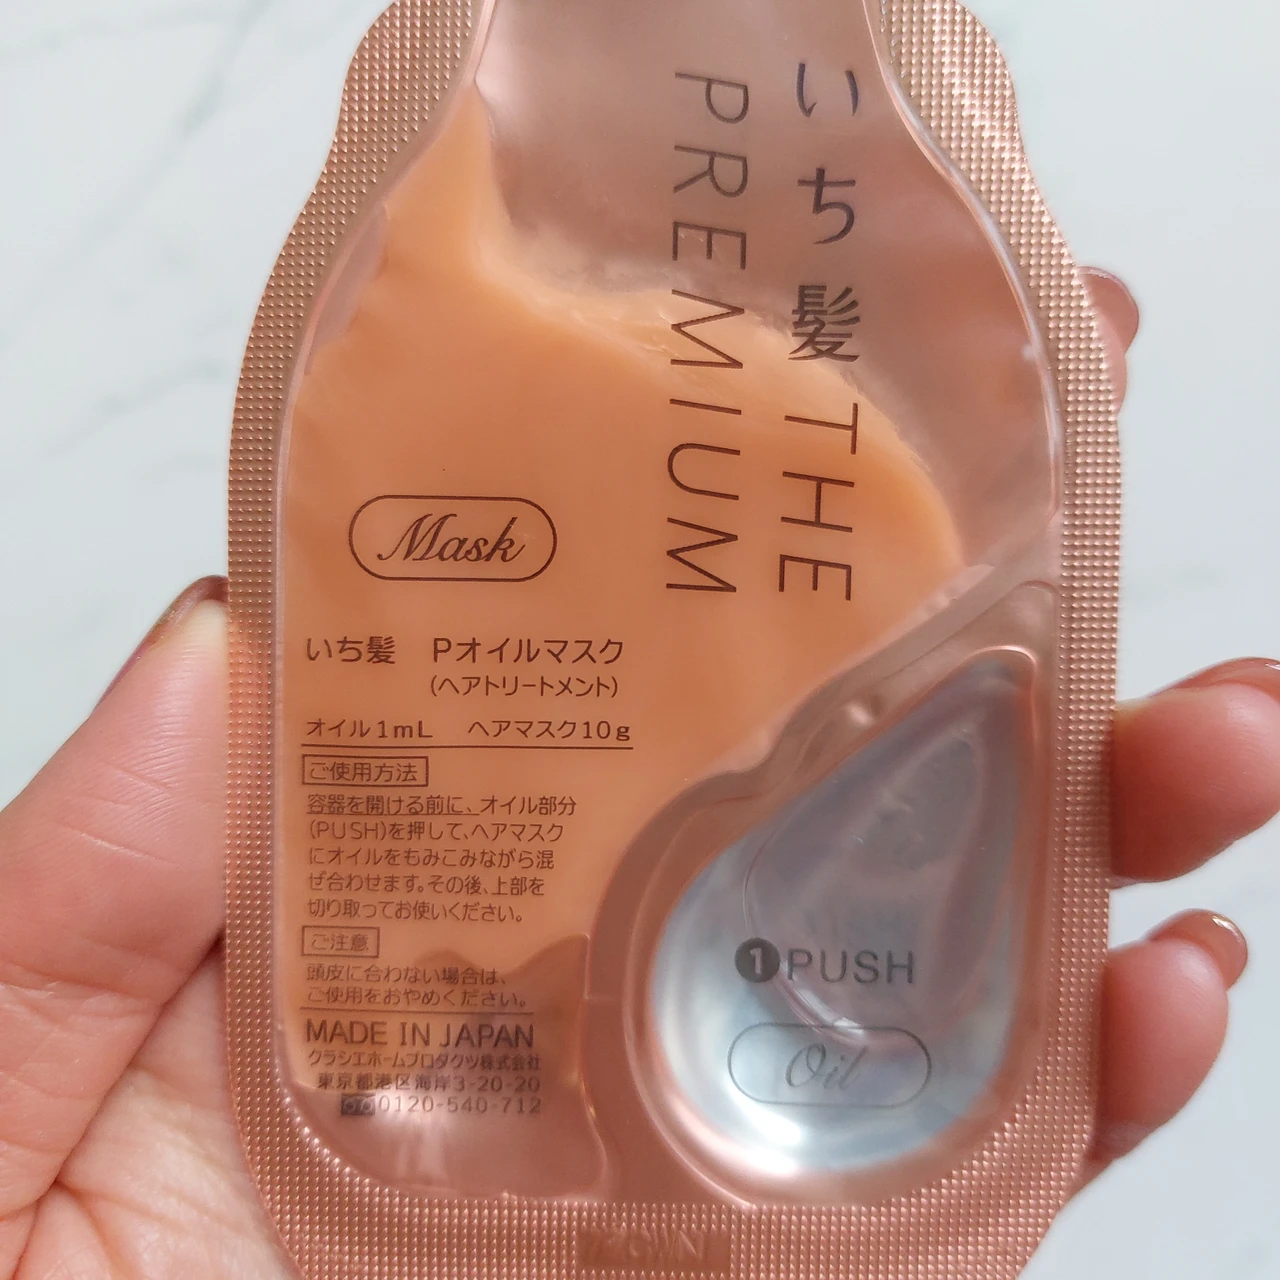 いち髪 THE
PREMIUM
Mask
いち髪 Pオイルマスク
(ヘアトリートメント)
オイル1mL ヘアマスク10g
ご使用方法
容器を開ける前に、オイル部分
(PUSH)を押して、ヘアマスク
にオイルをもみこみながら混
ぜ合わせます。その後、上部を
切り取ってお使いください。
ご注意
頭皮に合わない場合は、
ご使用をおやめください。
MADE IN JAPAN
クラシエホームプロダクツ株式会社
東京都港区海岸3-20-20
0120-540-712
1 PUSH
Oil